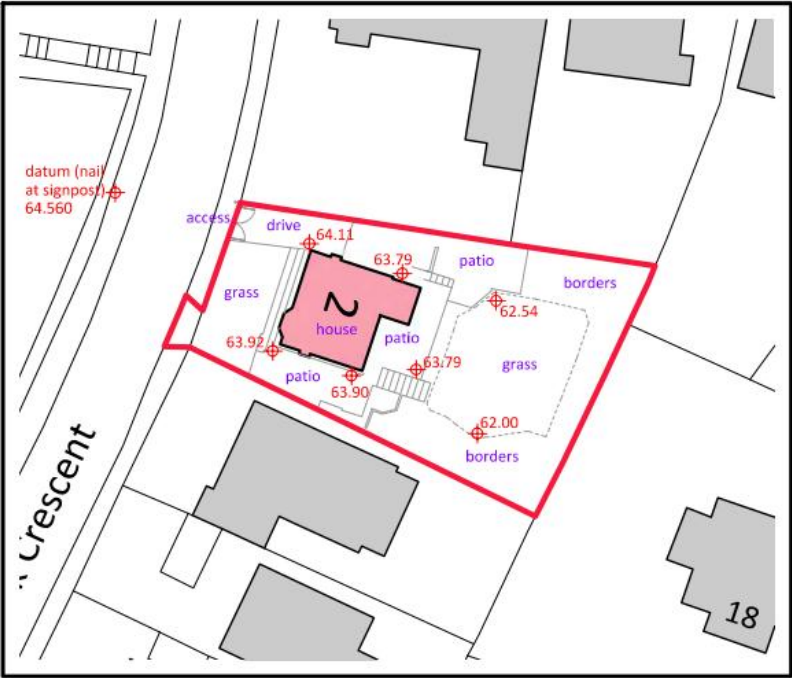 datum (nail
at signpost)
64.560
access
drive
64.11
63.79
patio
borders
grass
2
house
62.54
patio
63.92
63.79
grass
patio
63.90
62.00
borders
Crescent
18